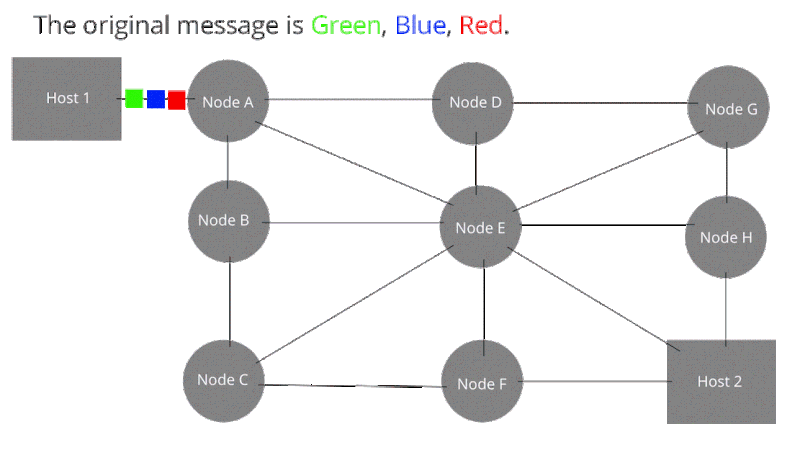 The original message is Green, Blue, Red.
Host 1
Node A
Node D
Node G
Node B
Node E
Node H
Node C
Node F
Host 2